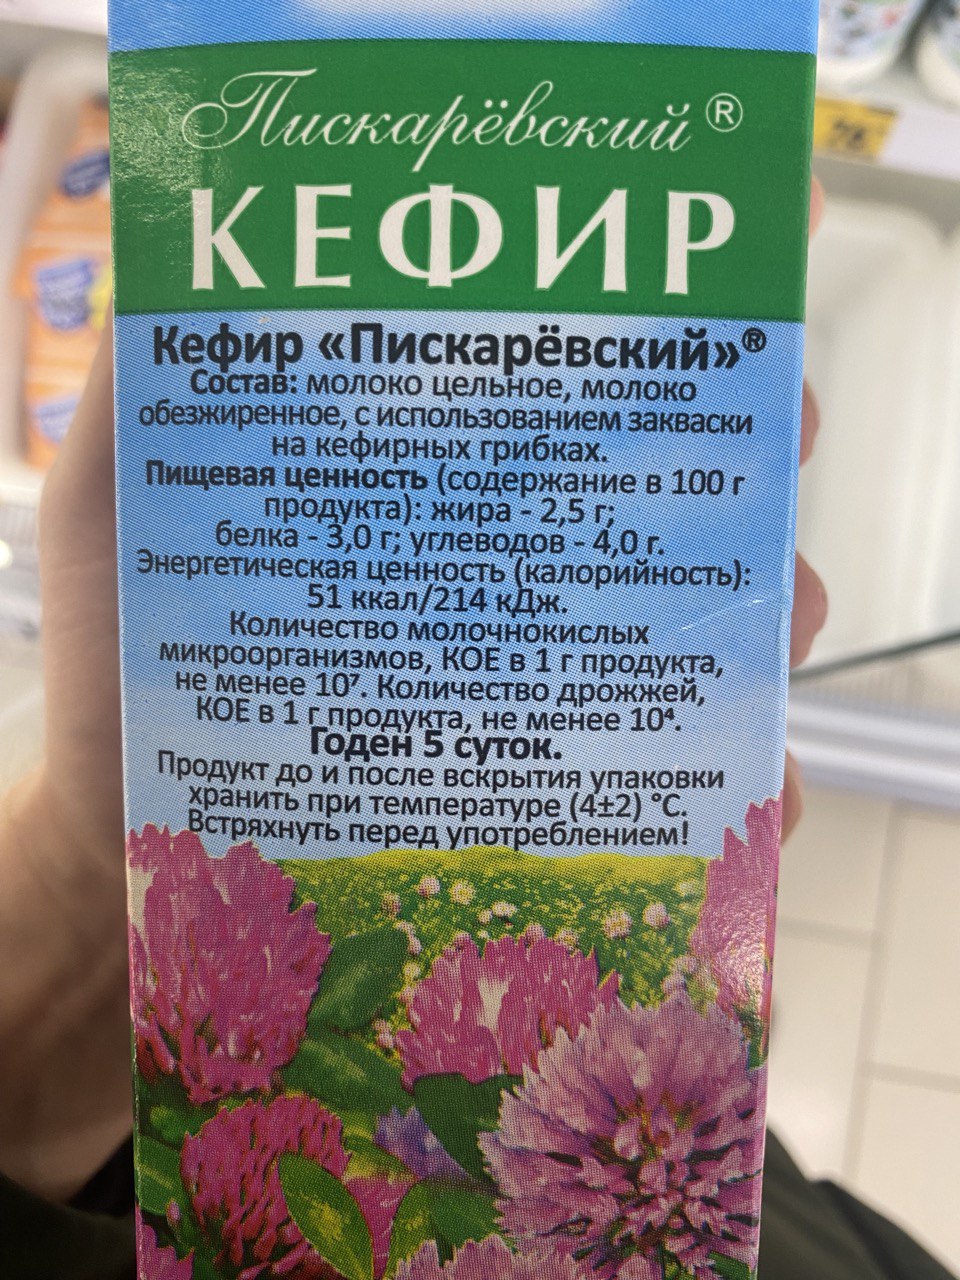 Пискарёвский®
КЕФИР
Кефир «Пискарёвский»®
Состав: молоко цельное, молоко
обезжиренное, с использованием закваски
на кефирных грибках.
Пищевая ценность (содержание в 100 г
продукта): жира - 2,5 г;
белка - 3,0 г; углеводов - 4,0 г.
Энергетическая ценность (калорийность):
51 ккал/214 кДж.
Количество молочнокислых
микроорганизмов, КОЕ в 1 г продукта,
не менее 10⁷. Количество дрожжей,
КОЕ в 1 г продукта, не менее 10⁴.
Годен 5 суток.
Продукт до и после вскрытия упаковки
хранить при температуре (4±2) °С.
Встряхнуть перед употреблением!